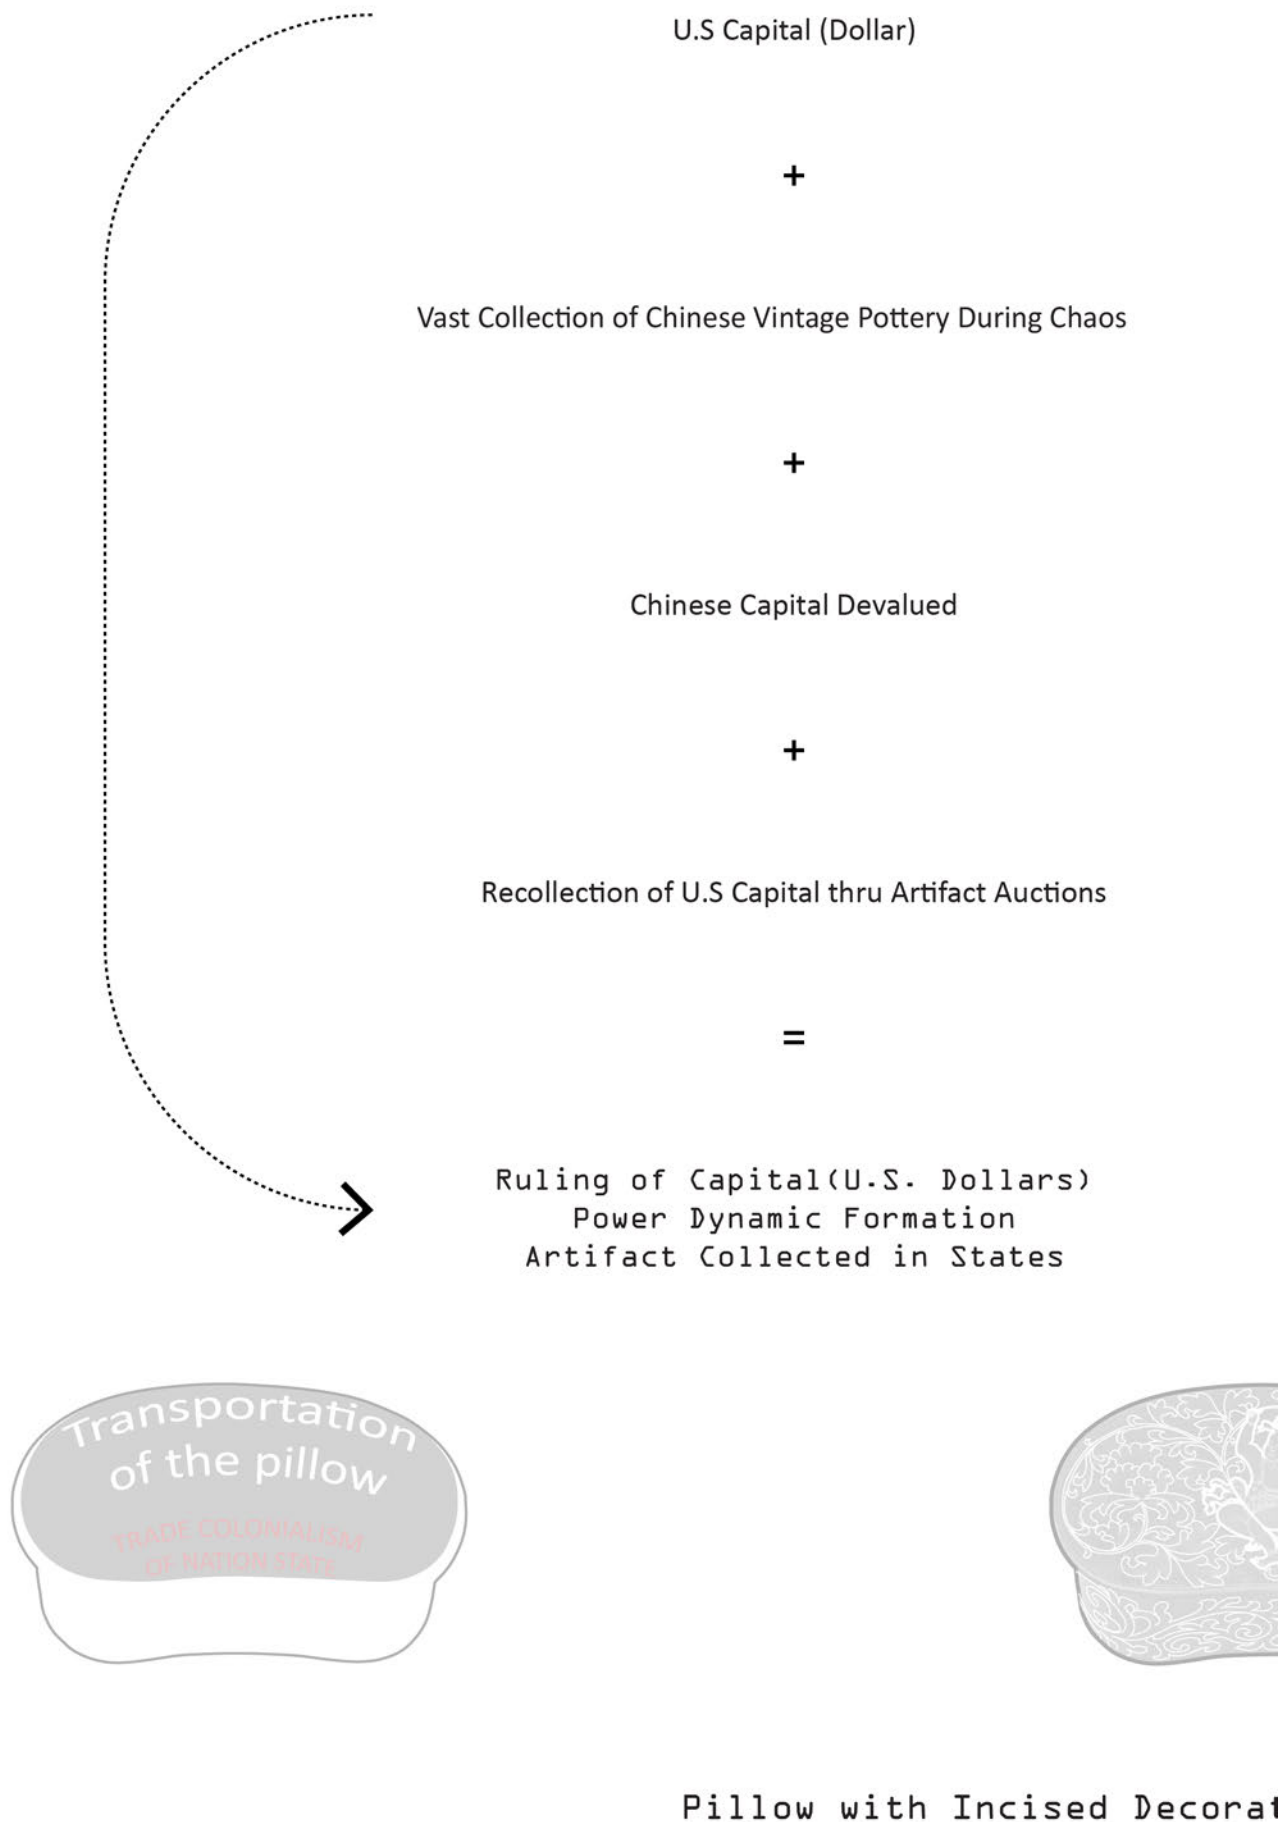 U.S Capital (Dollar)
+
Vast Collection of Chinese Vintage Pottery During Chaos
+
Chinese Capital Devalued
+
Recollection of U.S Capital thru Artifact Auctions
=
Ruling of Capital(U.S. Dollars)
Power Dynamic Formation
Artifact Collected in States
Transportation
of the pillow
TRADE COLONIALISM
OF NATION STATE
Pillow with Incised Decorat